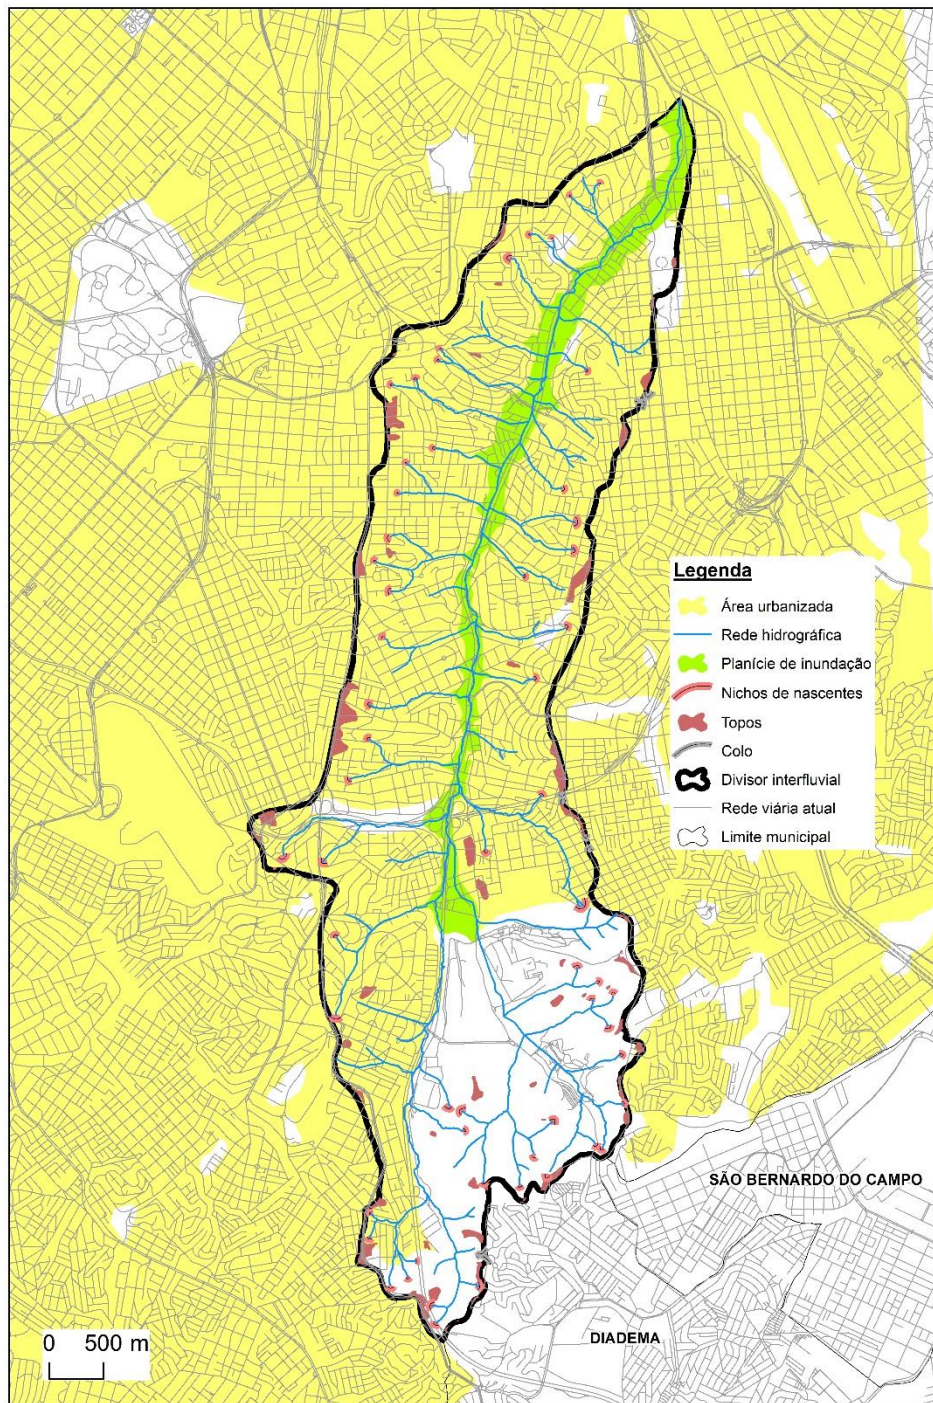 Legenda
Área urbanizada
Rede hidrográfica
Planície de inundação
Nichos de nascentes
Topos
Colo
Divisor interfluvial
Rede viária atual
Limite municipal
SÃO BERNARDO DO CAMPO
DIADEMA
0 500 m